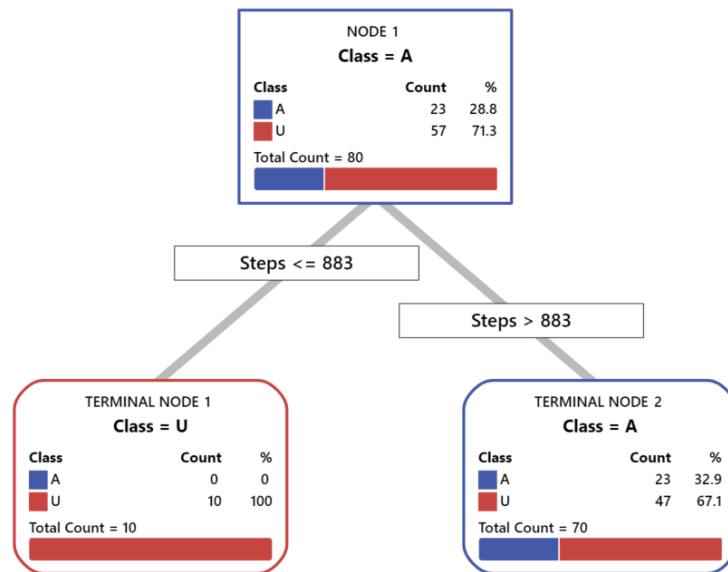 NODE 1
Class = A
Class Count %
A 23 28.8
U 57 71.3
Total Count = 80
Steps <= 883
Steps > 883
TERMINAL NODE 1
Class = U
Class Count %
A 0 0
U 10 100
Total Count = 10
TERMINAL NODE 2
Class = A
Class Count %
A 23 32.9
U 47 67.1
Total Count = 70